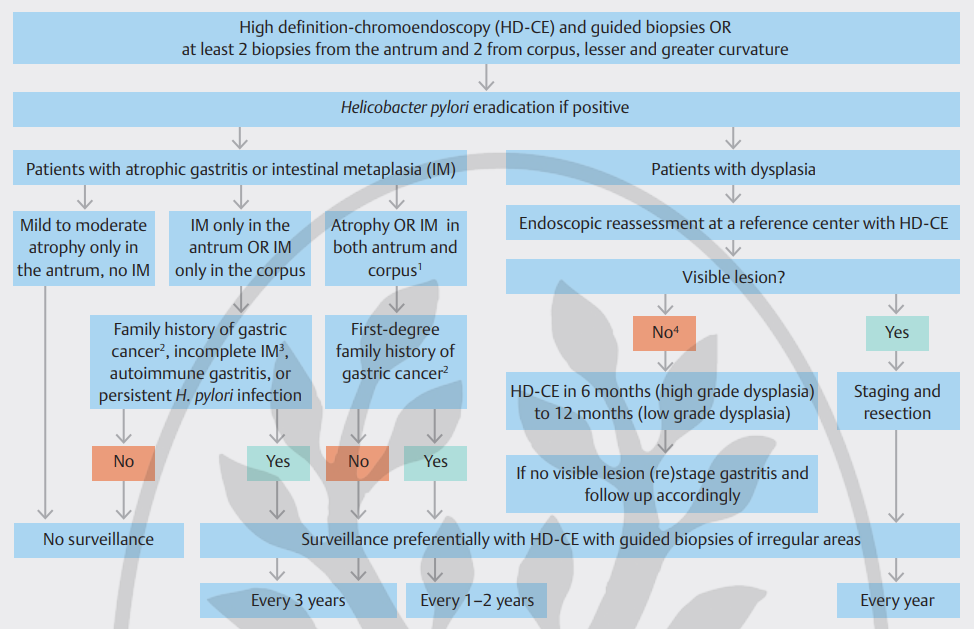 High definition-chromoendoscopy (HD-CE) and guided biopsies OR
at least 2 biopsies from the antrum and 2 from corpus, lesser and greater curvature
Helicobacter pylori eradication if positive
Patients with atrophic gastritis or intestinal metaplasia (IM)
Patients with dysplasia
Mild to moderate
atrophy only in
the antrum, no IM
IM only in the
antrum OR IM
only in the corpus
Atrophy OR IM in
both antrum and
corpus¹
Endoscopic reassessment at a reference center with HD-CE
Visible lesion?
Family history of gastric
cancer², incomplete IM³,
autoimmune gastritis, or
persistent H. pylori infection
First-degree
family history of
gastric cancer²
No⁴
Yes
HD-CE in 6 months (high grade dysplasia)
to 12 months (low grade dysplasia)
Staging and
resection
No
Yes
No
Yes
If no visible lesion (re)stage gastritis and
follow up accordingly
No surveillance
Surveillance preferentially with HD-CE with guided biopsies of irregular areas
Every 3 years
Every 1–2 years
Every year